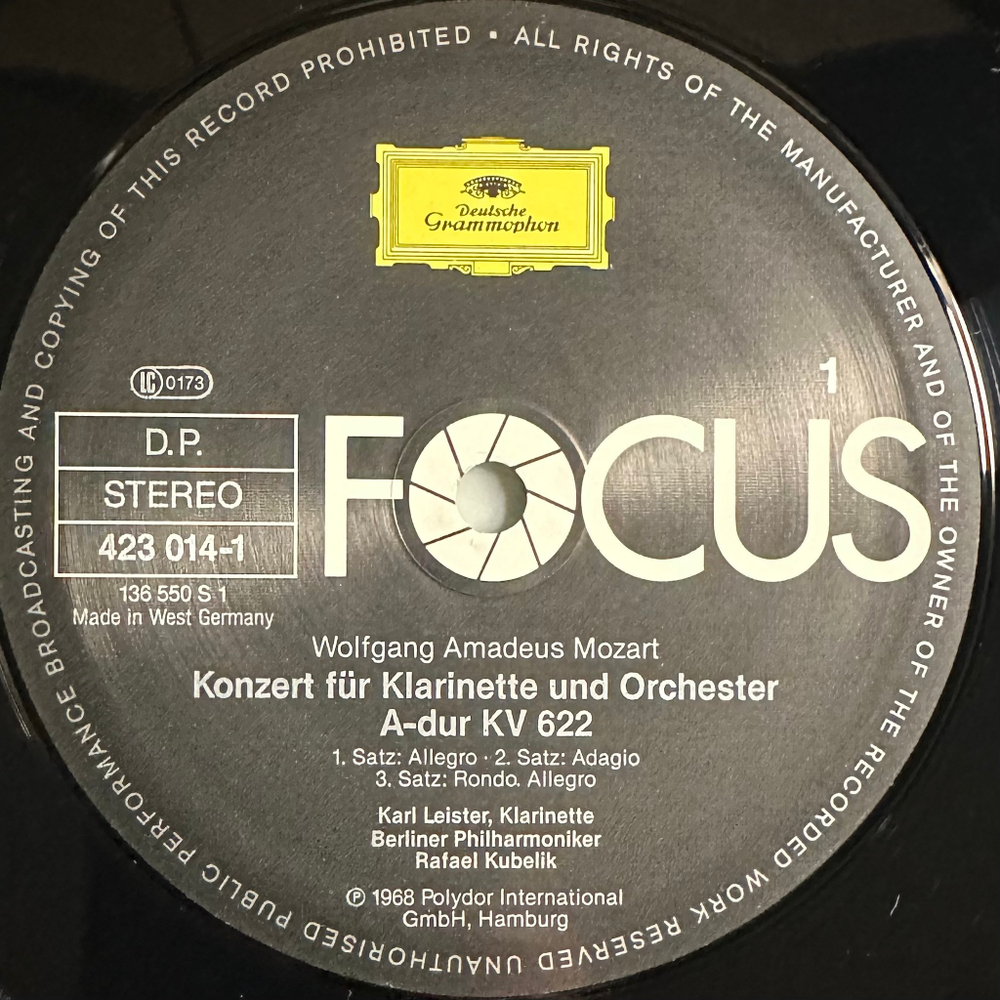 ALL RIGHTS OF THE MANUFACTURER AND OF THE OWNER OF THE RECORDED WORK RESERVED UNAUTHORISED PUBLIC PERFORMANCE BROADCASTING AND COPYING OF THIS RECORD PROHIBITED ▪
Deutsche
Grammophon
LC 0173
1
D.P.
STEREO
423 014-1
FOCUS
136 550 S 1
Made in West Germany
Wolfgang Amadeus Mozart
Konzert für Klarinette und Orchester
A-dur KV 622
1. Satz: Allegro · 2. Satz: Adagio
3. Satz: Rondo. Allegro
Karl Leister, Klarinette
Berliner Philharmoniker
Rafael Kubelik
℗ 1968 Polydor International
GmbH, Hamburg